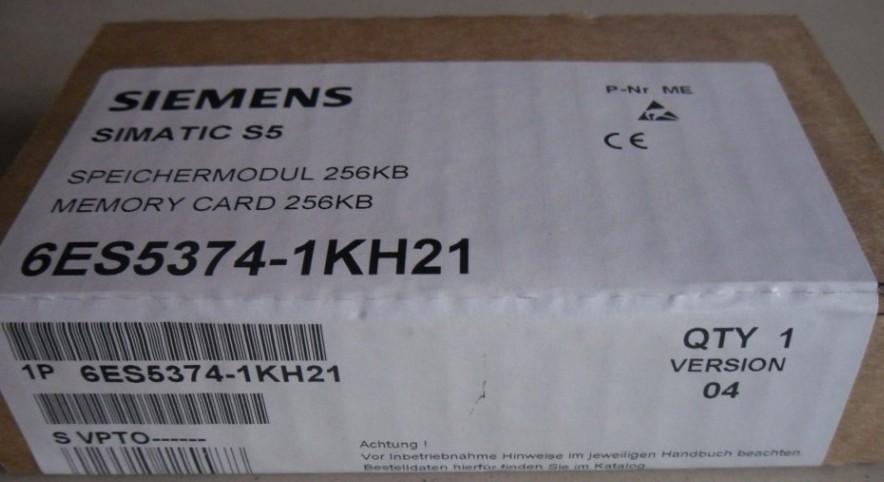 SIEMENS
P-Nr ME
SIMATIC S5
CE
SPEICHERMODUL 256KB
MEMORY CARD 256KB
6ES5374-1KH21
1P 6ES5374-1KH21
QTY 1
VERSION
04
S VPTO------
Achtung !
Vor Inbetriebnahme Hinweise im jeweiligen Handbuch beachten
Bestelldaten hierfür finden Sie im Katalog